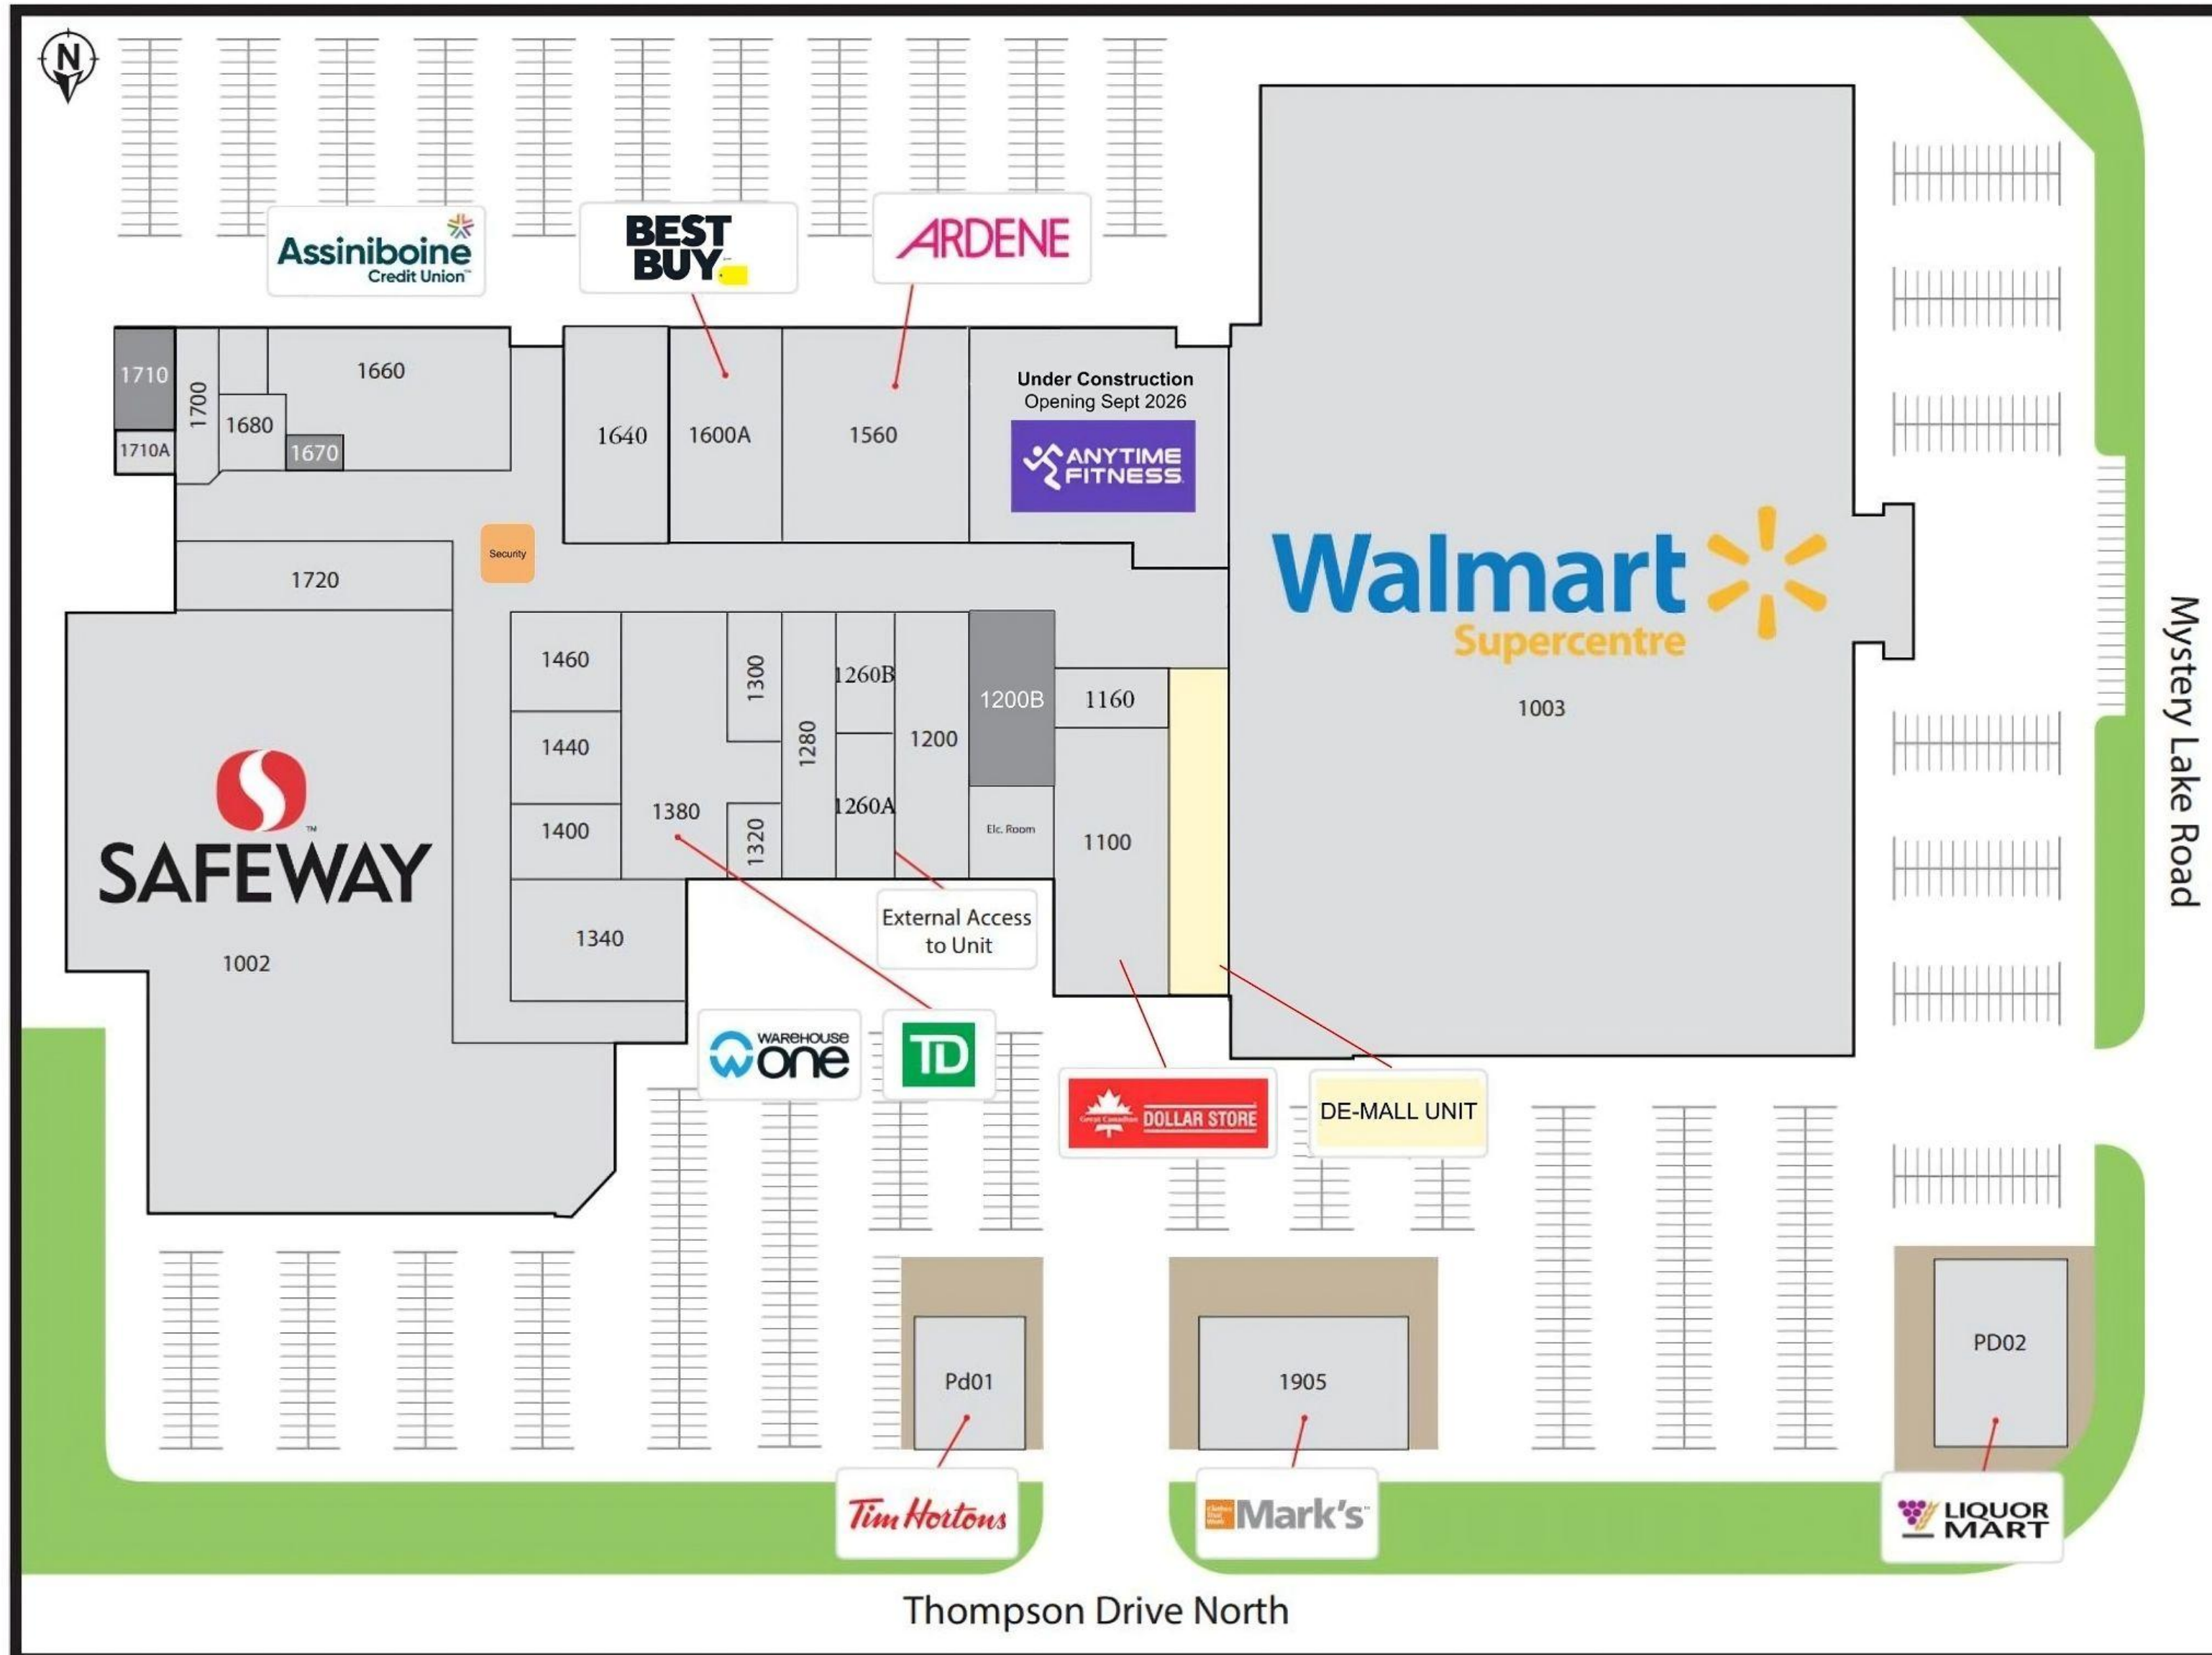 N
Assiniboine
Credit Union
BEST
BUY
ARDENE
1710
1710A
1700
1680
1670
1660
1640
1600A
1560
Under Construction
Opening Sept 2026
ANYTIME
FITNESS
Security
1720
Walmart
Supercentre
1003
Mystery Lake Road
1460
1440
1400
1380
1300
1320
1280
1260B
1260A
1200
1200B
Elc. Room
1160
1100
SAFEWAY
TM
1002
1340
External Access
to Unit
WAREHOUSE
one
TD
Great Canadian
DOLLAR STORE
DE-MALL UNIT
Pd01
1905
PD02
Tim Hortons
Mark's
LIQUOR
MART
Thompson Drive North